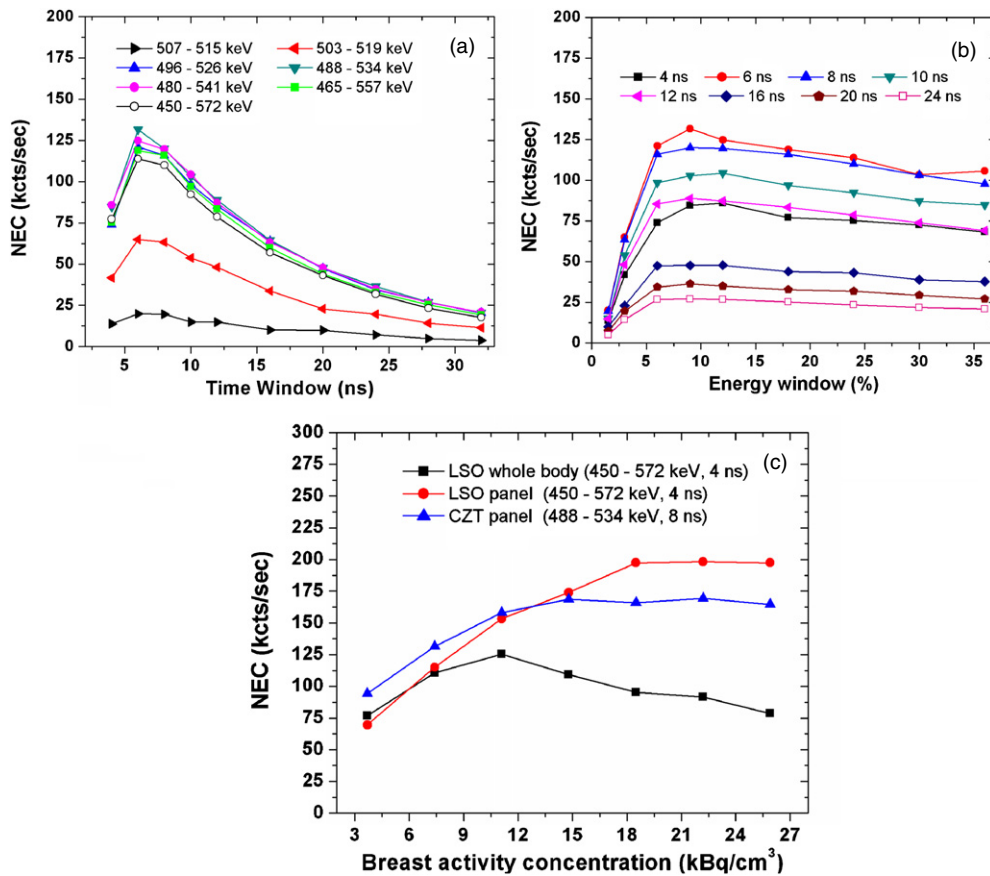 (a)
507 - 515 keV
503 - 519 keV
496 - 526 keV
488 - 534 keV
480 - 541 keV
465 - 557 keV
450 - 572 keV
NEC (kcts/sec)
200
175
150
125
100
75
50
25
0
5
10
15
20
25
30
Time Window (ns)
(b)
4 ns
6 ns
8 ns
10 ns
12 ns
16 ns
20 ns
24 ns
NEC (kcts/sec)
200
175
150
125
100
75
50
25
0
0
5
10
15
20
25
30
35
Energy window (%)
(c)
LSO whole body (450 - 572 keV, 4 ns)
LSO panel (450 - 572 keV, 4 ns)
CZT panel (488 - 534 keV, 8 ns)
NEC (kcts/sec)
300
275
250
225
200
175
150
125
100
75
50
25
0
3
6
9
12
15
18
21
24
27
Breast activity concentration (kBq/cm³)